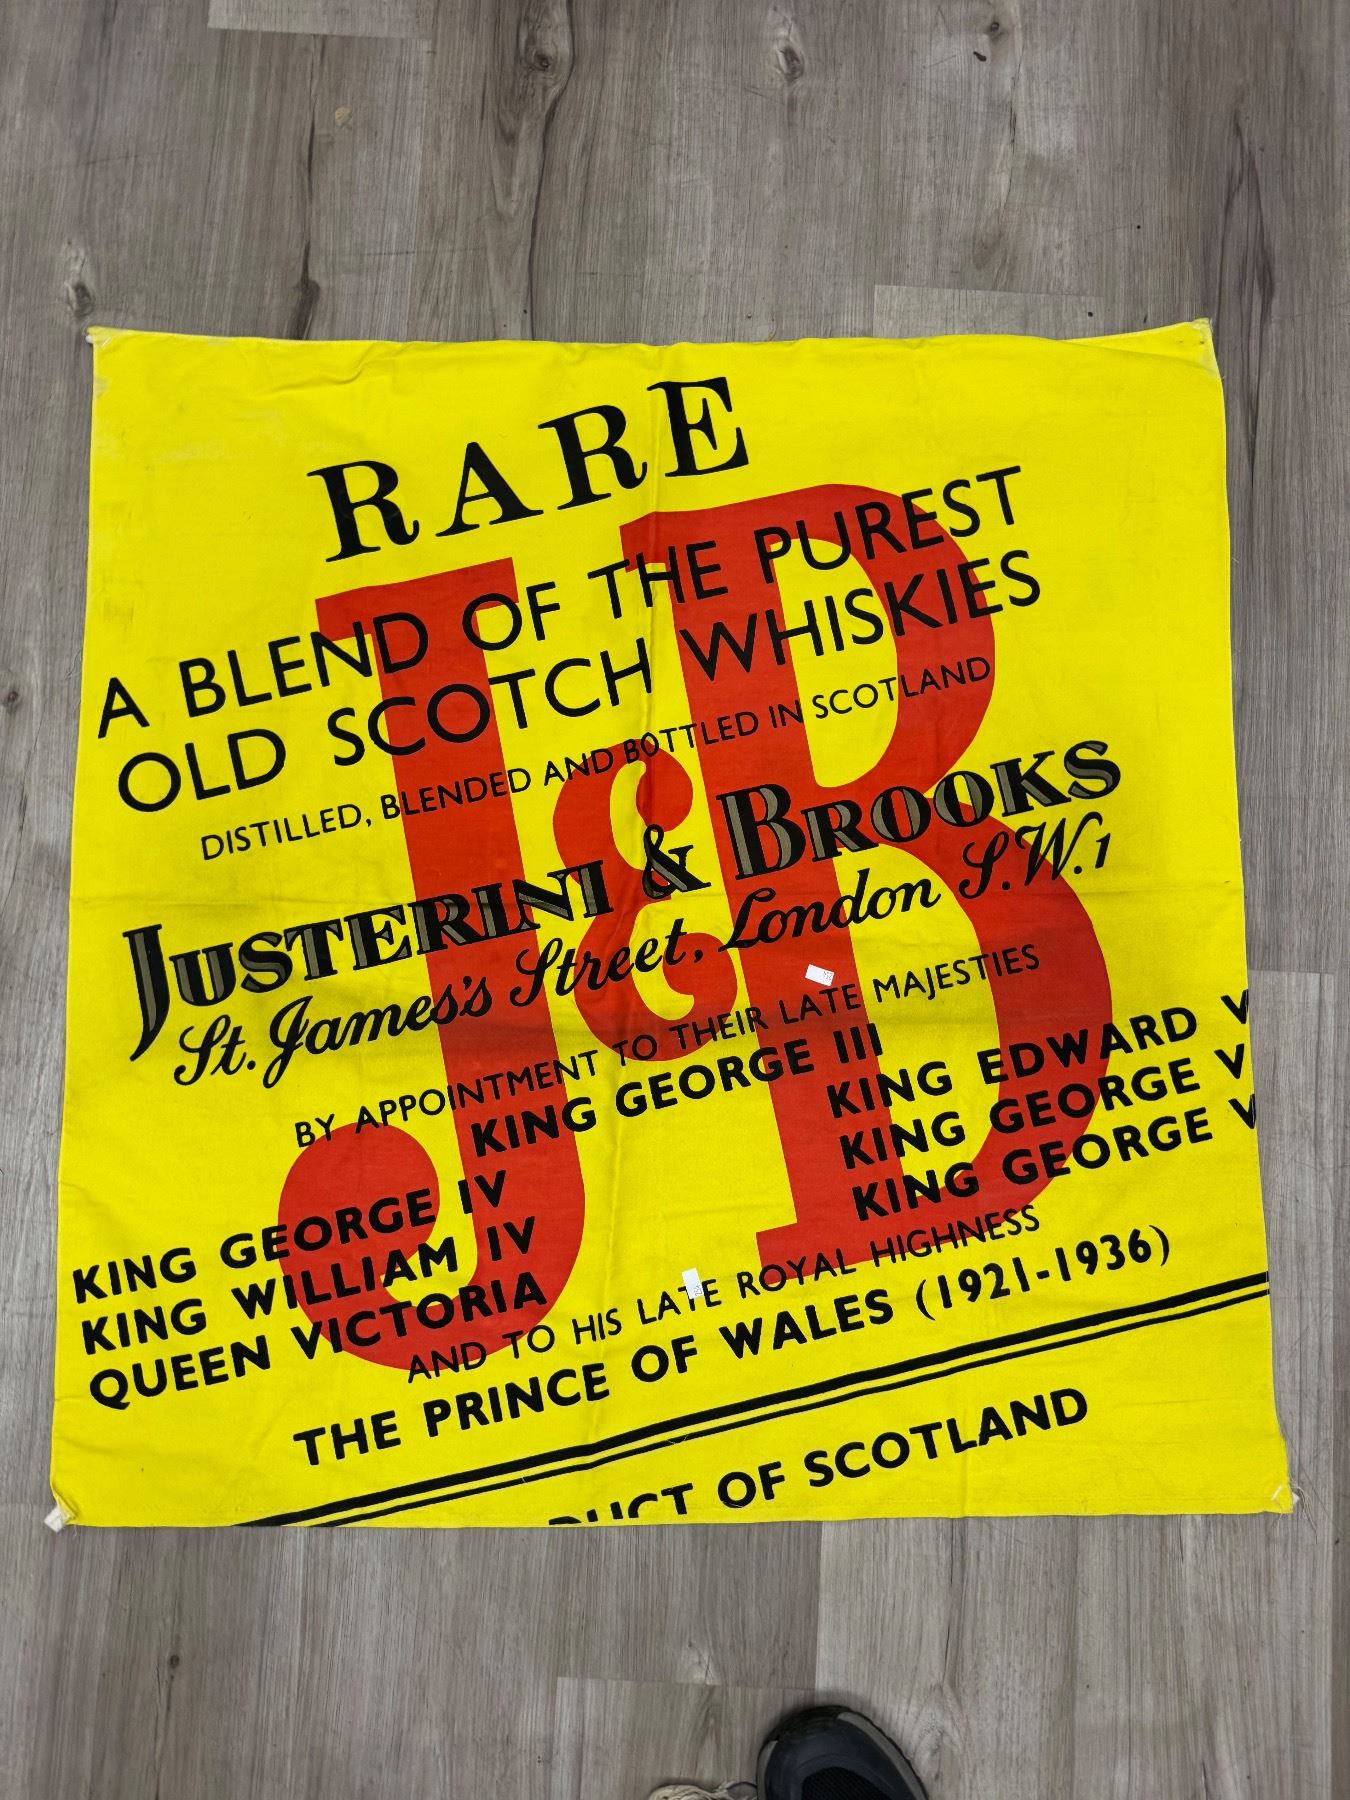 RARE
J&B
A BLEND OF THE PUREST
OLD SCOTCH WHISKIES
DISTILLED, BLENDED AND BOTTLED IN SCOTLAND
JUSTERINI & BROOKS
St. James's Street, London S.W.1
BY APPOINTMENT TO THEIR LATE MAJESTIES
KING GEORGE III
KING GEORGE IV
KING WILLIAM IV
QUEEN VICTORIA
KING EDWARD V
KING GEORGE V
KING GEORGE V
AND TO HIS LATE ROYAL HIGHNESS
THE PRINCE OF WALES (1921-1936)
DUCT OF SCOTLAND